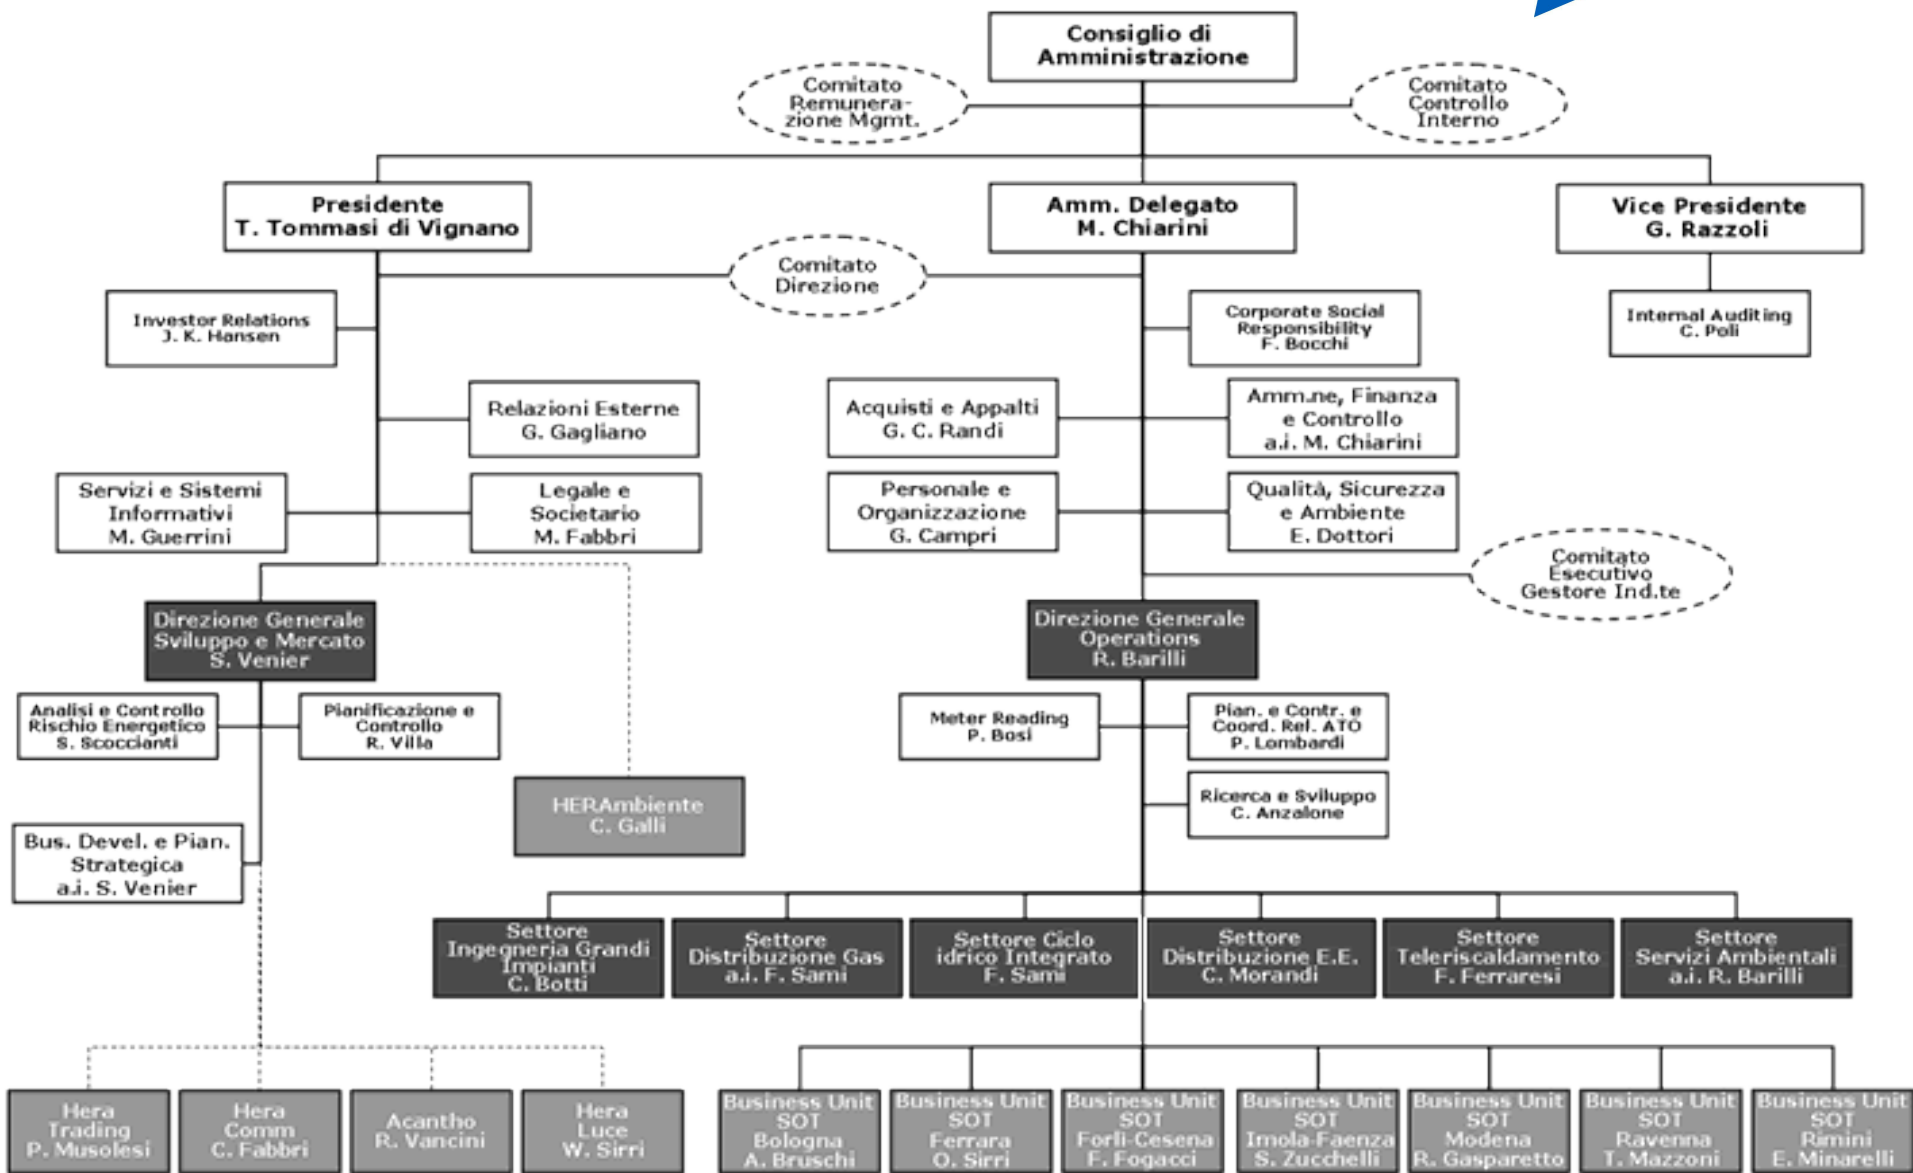 Consiglio di
Amministrazione
Comitato
Remunera-
zione Mgmt.
Comitato
Controllo
Interno
Presidente
T. Tommasi di Vignano
Amm. Delegato
M. Chiarini
Vice Presidente
G. Razzoli
Comitato
Direzione
Investor Relations
J. K. Hansen
Corporate Social
Responsibility
F. Bocchi
Internal Auditing
C. Poli
Relazioni Esterne
G. Gagliano
Acquisti e Appalti
G. C. Randi
Amm.ne, Finanza
e Controllo
a.i. M. Chiarini
Servizi e Sistemi
Informativi
M. Guerrini
Legale e
Societario
M. Fabbri
Personale e
Organizzazione
G. Campri
Qualità, Sicurezza
e Ambiente
E. Dottori
Comitato
Esecutivo
Gestore Ind.te
Direzione Generale
Sviluppo e Mercato
S. Venier
Direzione Generale
Operations
R. Barilli
Analisi e Controllo
Rischio Energetico
S. Scoccianti
Pianificazione e
Controllo
R. Villa
Meter Reading
P. Bosi
Pian. e Contr. e
Coord. Rel. ATO
P. Lombardi
HERAmbiente
C. Galli
Ricerca e Sviluppo
C. Anzalone
Bus. Devel. e Pian.
Strategica
a.i. S. Venier
Settore
Ingegneria Grandi
Impianti
C. Botti
Settore
Distribuzione Gas
a.i. F. Sami
Settore Ciclo
idrico Integrato
F. Sami
Settore
Distribuzione E.E.
C. Morandi
Settore
Teleriscaldamento
F. Ferraresi
Settore
Servizi Ambientali
a.i. R. Barilli
Hera
Trading
P. Musolesi
Hera
Comm
C. Fabbri
Acantho
R. Vancini
Hera
Luce
W. Sirri
Business Unit
SOT
Bologna
A. Bruschi
Business Unit
SOT
Ferrara
O. Sirri
Business Unit
SOT
Forlì-Cesena
F. Fogacci
Business Unit
SOT
Imola-Faenza
S. Zucchelli
Business Unit
SOT
Modena
R. Gasparetto
Business Unit
SOT
Ravenna
T. Mazzoni
Business Unit
SOT
Rimini
E. Minarelli